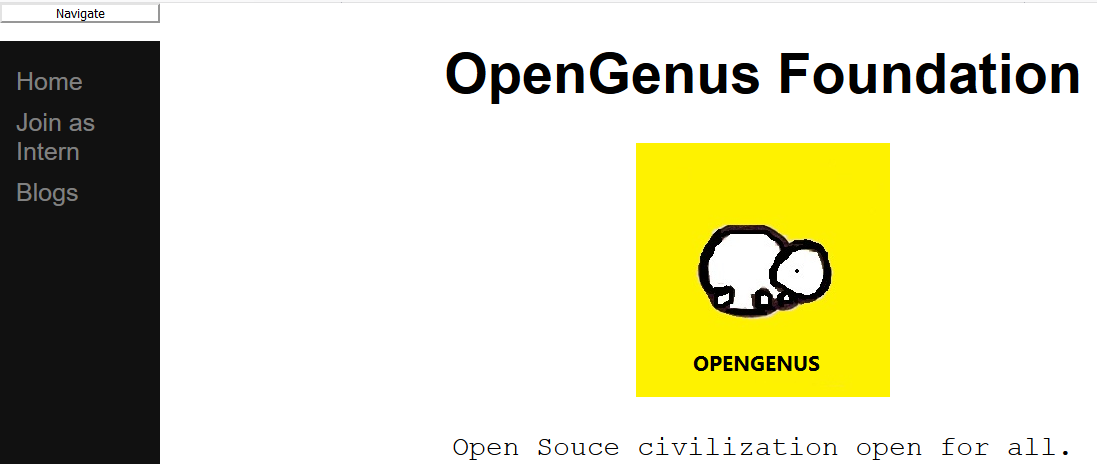 Navigate
Home
Join as
Intern
Blogs
OpenGenus Foundation
OPENGENUS
Open Souce civilization open for all.